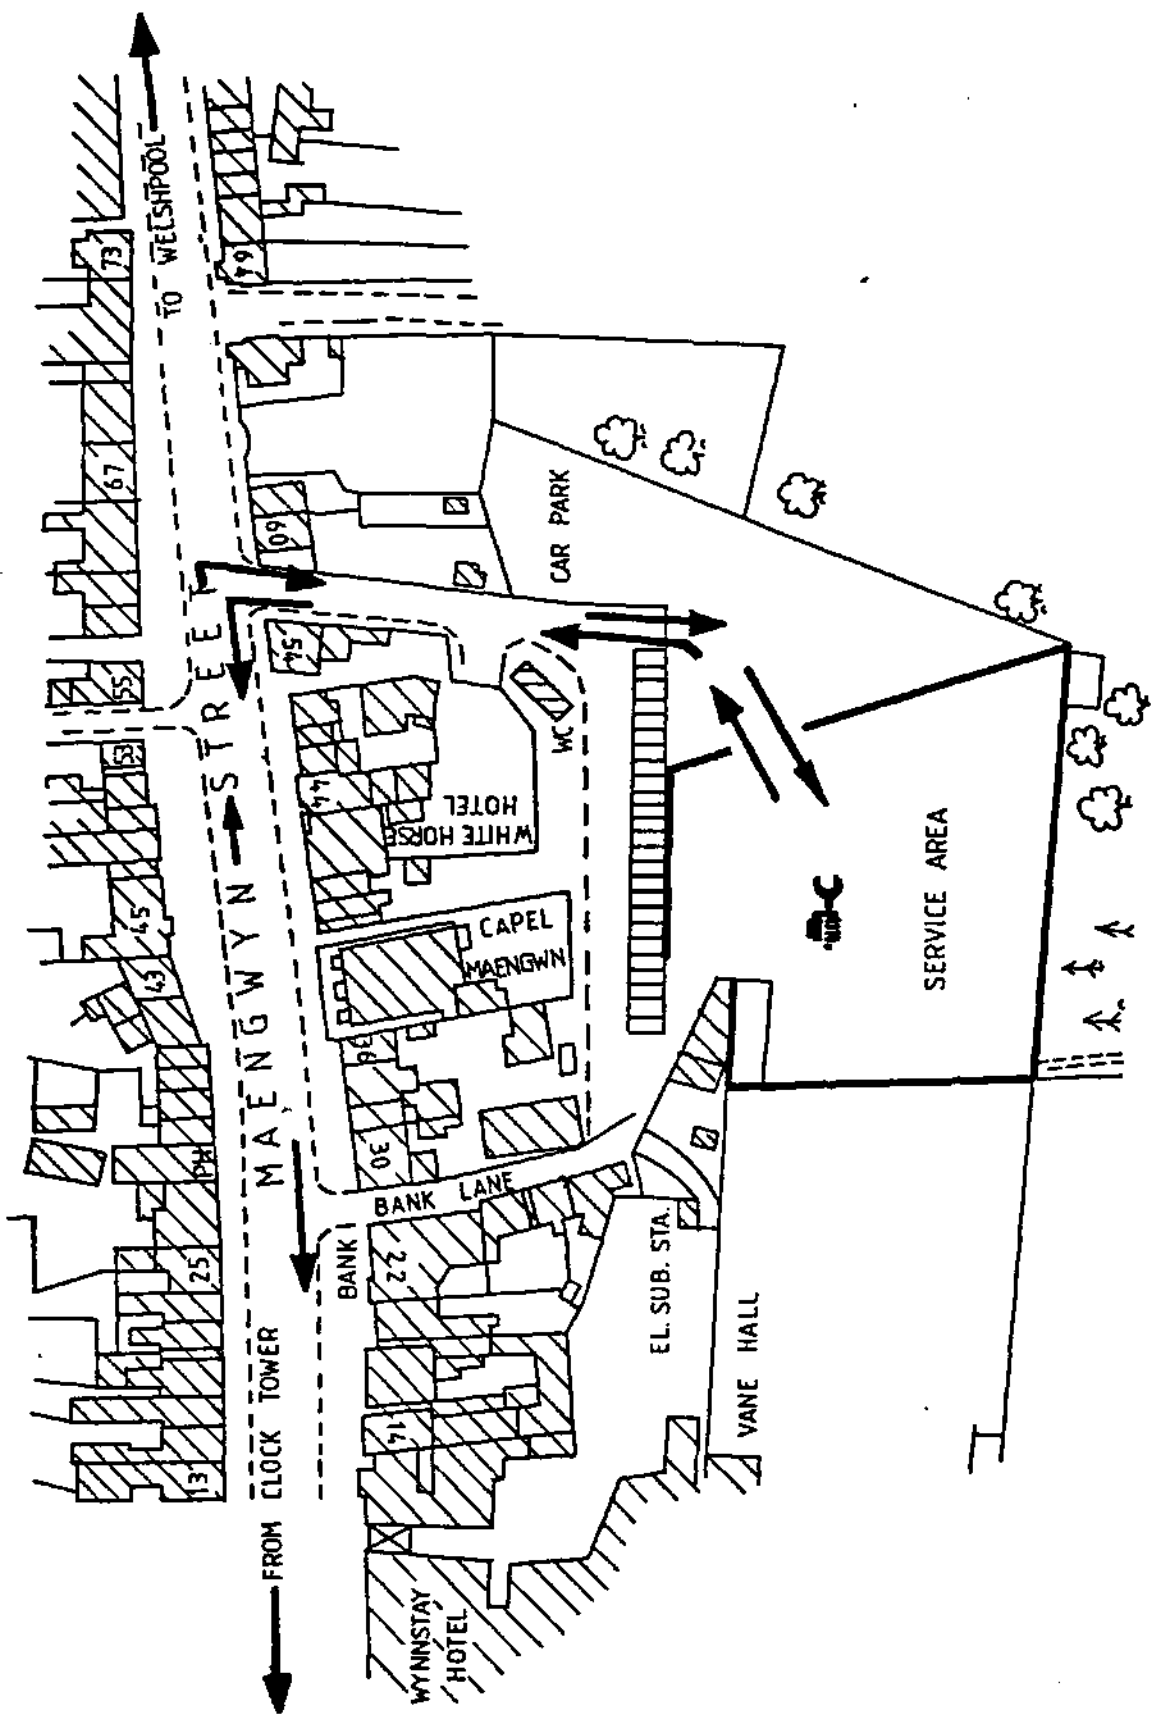 TO WELSHPOOL
73
67
55
53
45
43
PH
25
13
64
60
54
44
36
30
22
14
MAENGWYN STREET
FROM CLOCK TOWER
CAR PARK
WC
WHITE HORSE
HOTEL
CAPEL
MAENGWN
BANK LANE
BANK
EL. SUB. STA.
VANE HALL
WYNNSTAY
HOTEL
SERVICE AREA